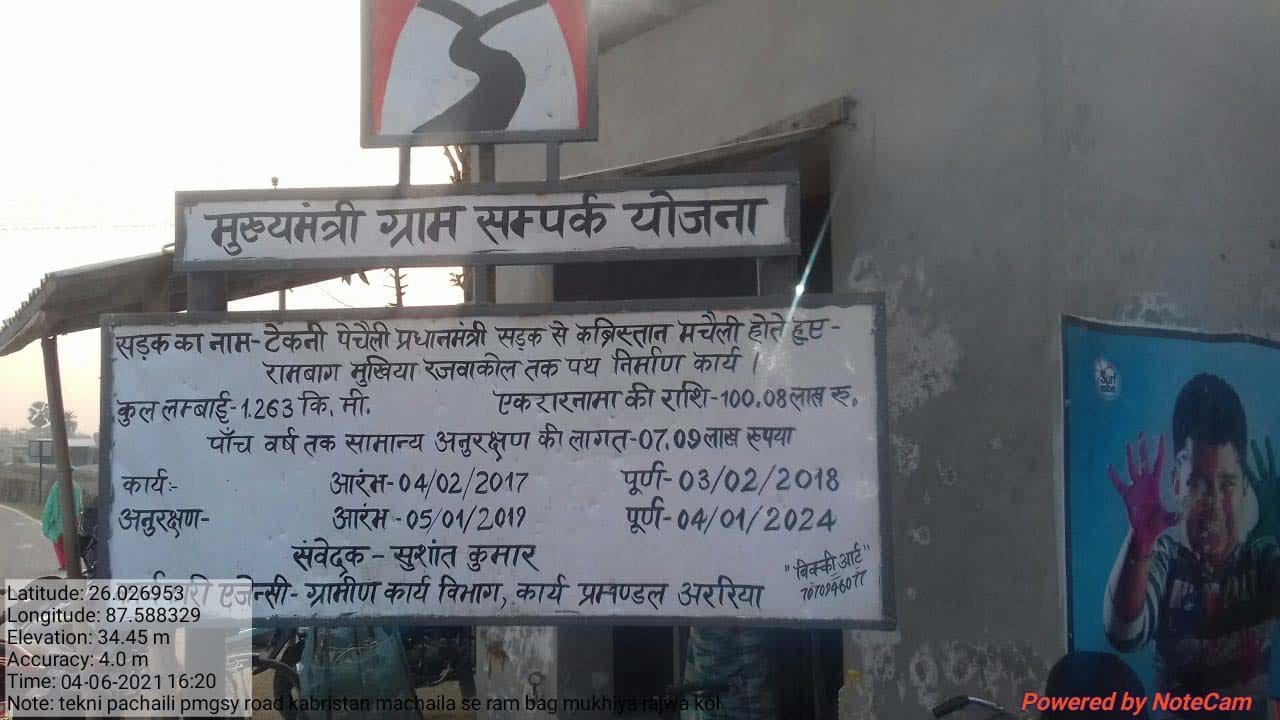 मुख्यमंत्री ग्राम सम्पर्क योजना
सड़क का नाम- टेकनी पेचैली प्रधानमंत्री सड़क से कब्रिस्तान मचैली होते हुए-
रामबाग मुखिया रजवाकोल तक पथ निर्माण कार्य ।
कुल लम्बाई- 1.263 कि. मी. एकरारनामा की राशि-100.08 लाख रु.
पाँच वर्ष तक सामान्य अनुरक्षण की लागत-07.09 लाख रुपया
कार्य:- आरंभ-04/02/2017 पूर्ण- 03/02/2018
अनुरक्षण- आरंभ-05/01/2019 पूर्ण-04/01/2024
संवेदक - सुशांत कुमार
"विक्की आर्ट"
7070946077
एजेन्सी- ग्रामीण कार्य विभाग, कार्य प्रमण्डल अररिया
Surf excel
Latitude: 26.026953
Longitude: 87.588329
Elevation: 34.45 m
Accuracy: 4.0 m
Time: 04-06-2021 16:20
Note: tekni pachaili pmgsy road kabristan machaila se ram bag mukhiya rajwa kol
Powered by NoteCam